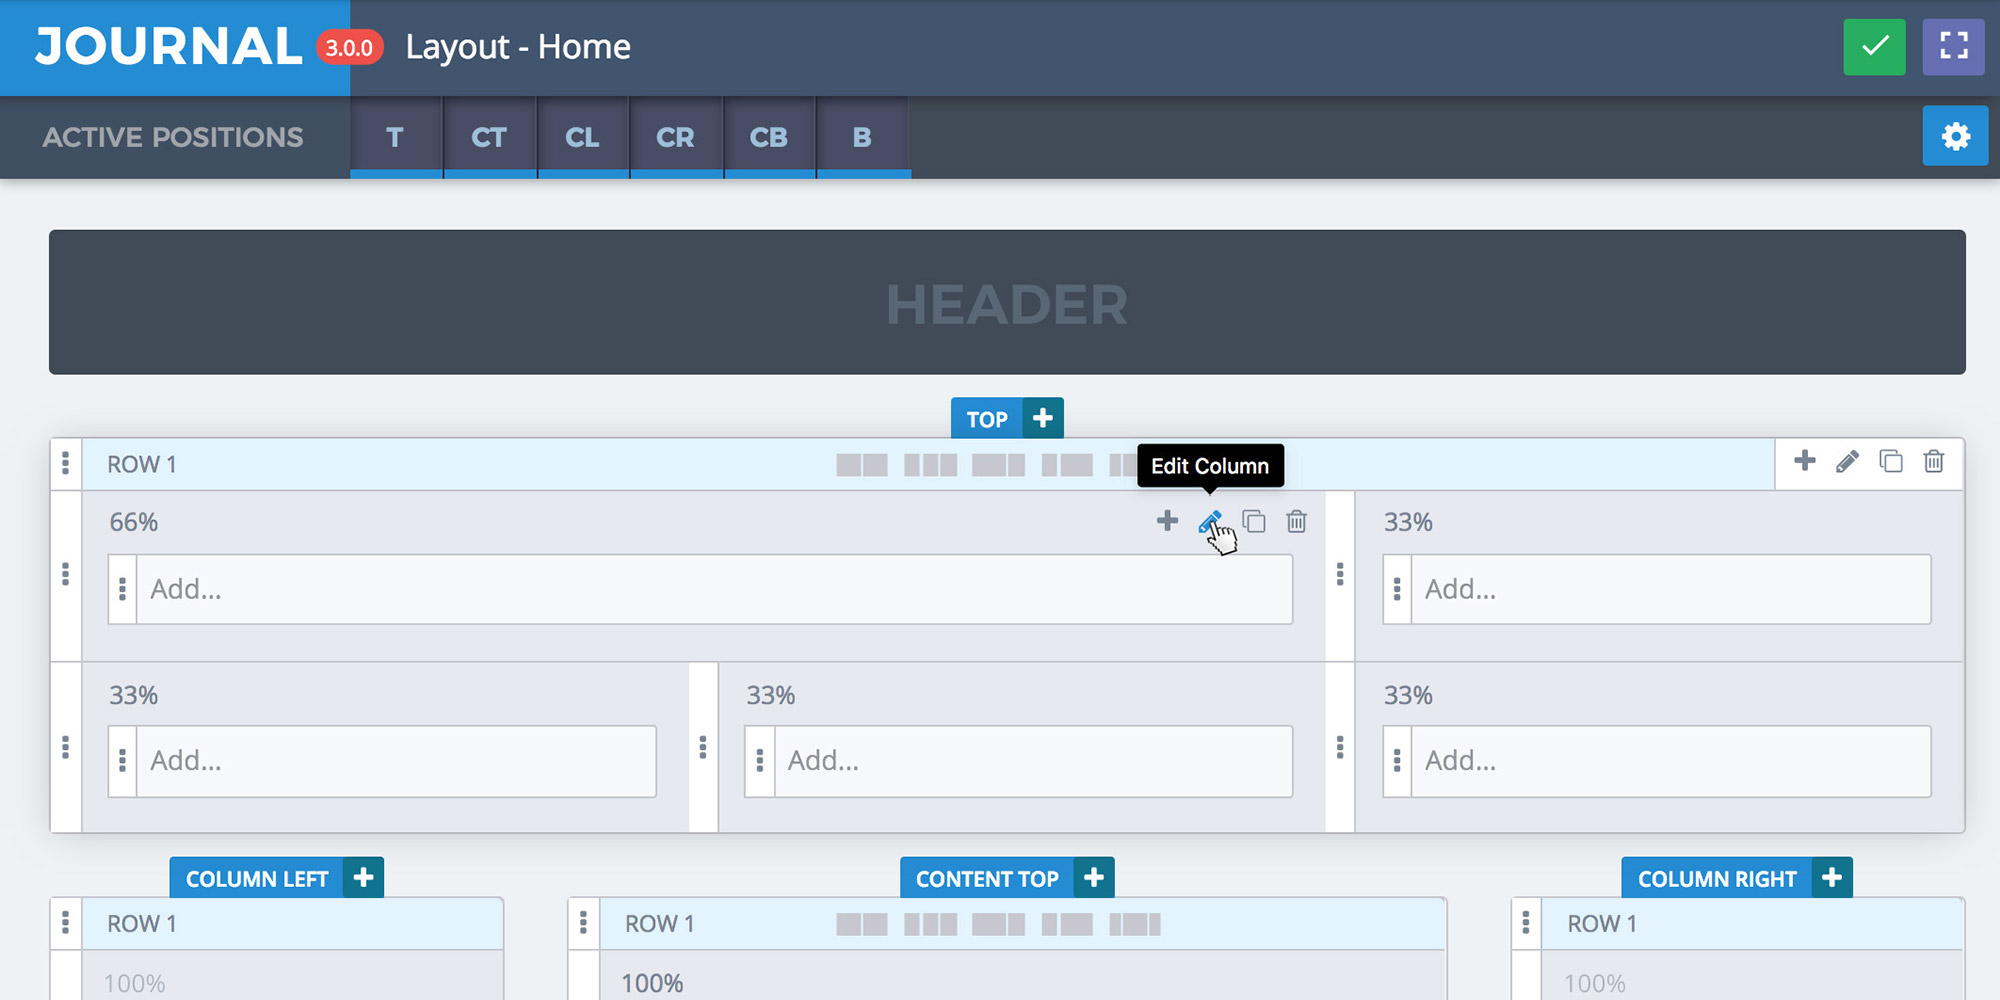 JOURNAL 3.0.0 Layout - Home
ACTIVE POSITIONS T CT CL CR CB B
HEADER
TOP
ROW 1
Edit Column
66% 33%
Add... Add...
33% 33% 33%
Add... Add... Add...
COLUMN LEFT CONTENT TOP COLUMN RIGHT
ROW 1 ROW 1 ROW 1
100% 100% 100%